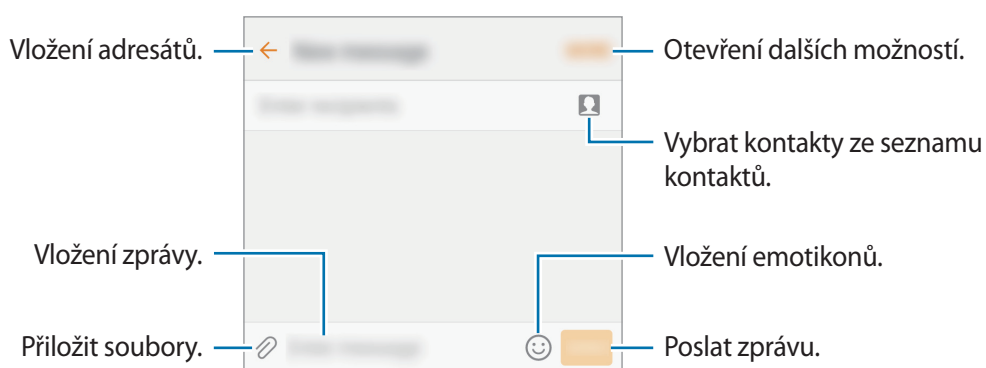 Vložení adresátů.
Otevření dalších možností.
Vybrat kontakty ze seznamu
kontaktů.
Vložení zprávy.
Vložení emotikonů.
Přiložit soubory.
Poslat zprávu.